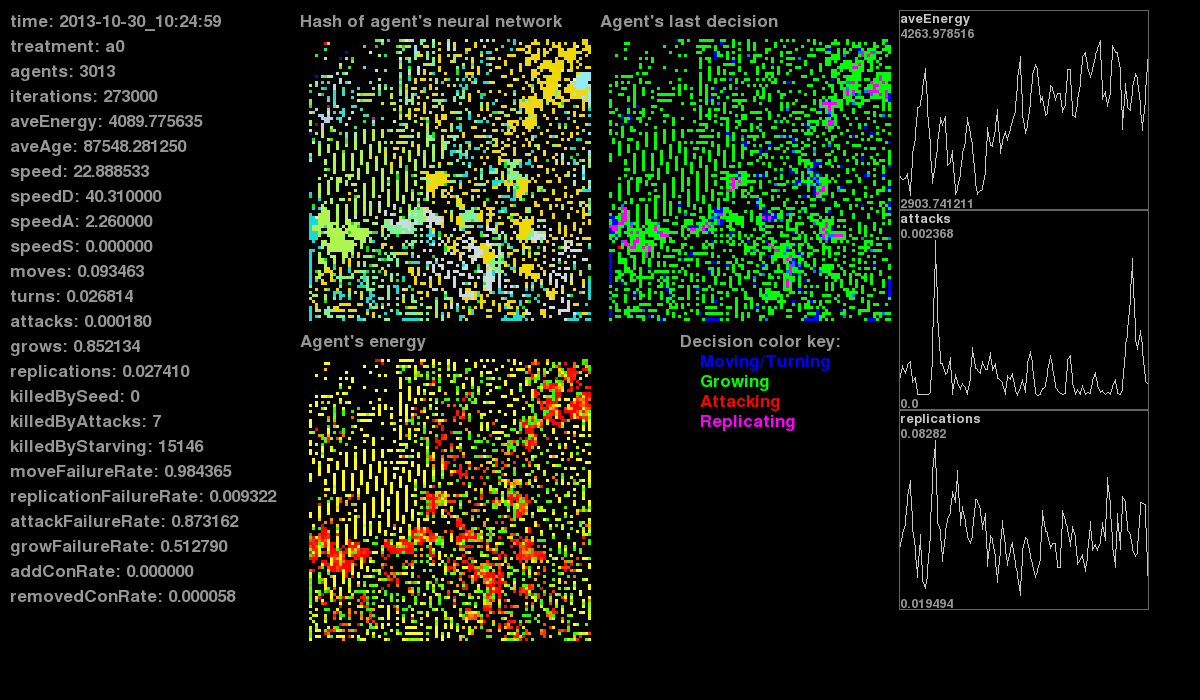 time: 2013-10-30_10:24:59
treatment: a0
agents: 3013
iterations: 273000
aveEnergy: 4089.775635
aveAge: 87548.281250
speed: 22.888533
speedD: 40.310000
speedA: 2.260000
speedS: 0.000000
moves: 0.093463
turns: 0.026814
attacks: 0.000180
grows: 0.852134
replications: 0.027410
killedBySeed: 0
killedByAttacks: 7
killedByStarving: 15146
moveFailureRate: 0.984365
replicationFailureRate: 0.009322
attackFailureRate: 0.873162
growFailureRate: 0.512790
addConRate: 0.000000
removedConRate: 0.000058
Hash of agent's neural network
Agent's last decision
Agent's energy
Decision color key:
Moving/Turning
Growing
Attacking
Replicating
aveEnergy
4263.978516
2903.741211
attacks
0.002368
0.0
replications
0.08282
0.019494